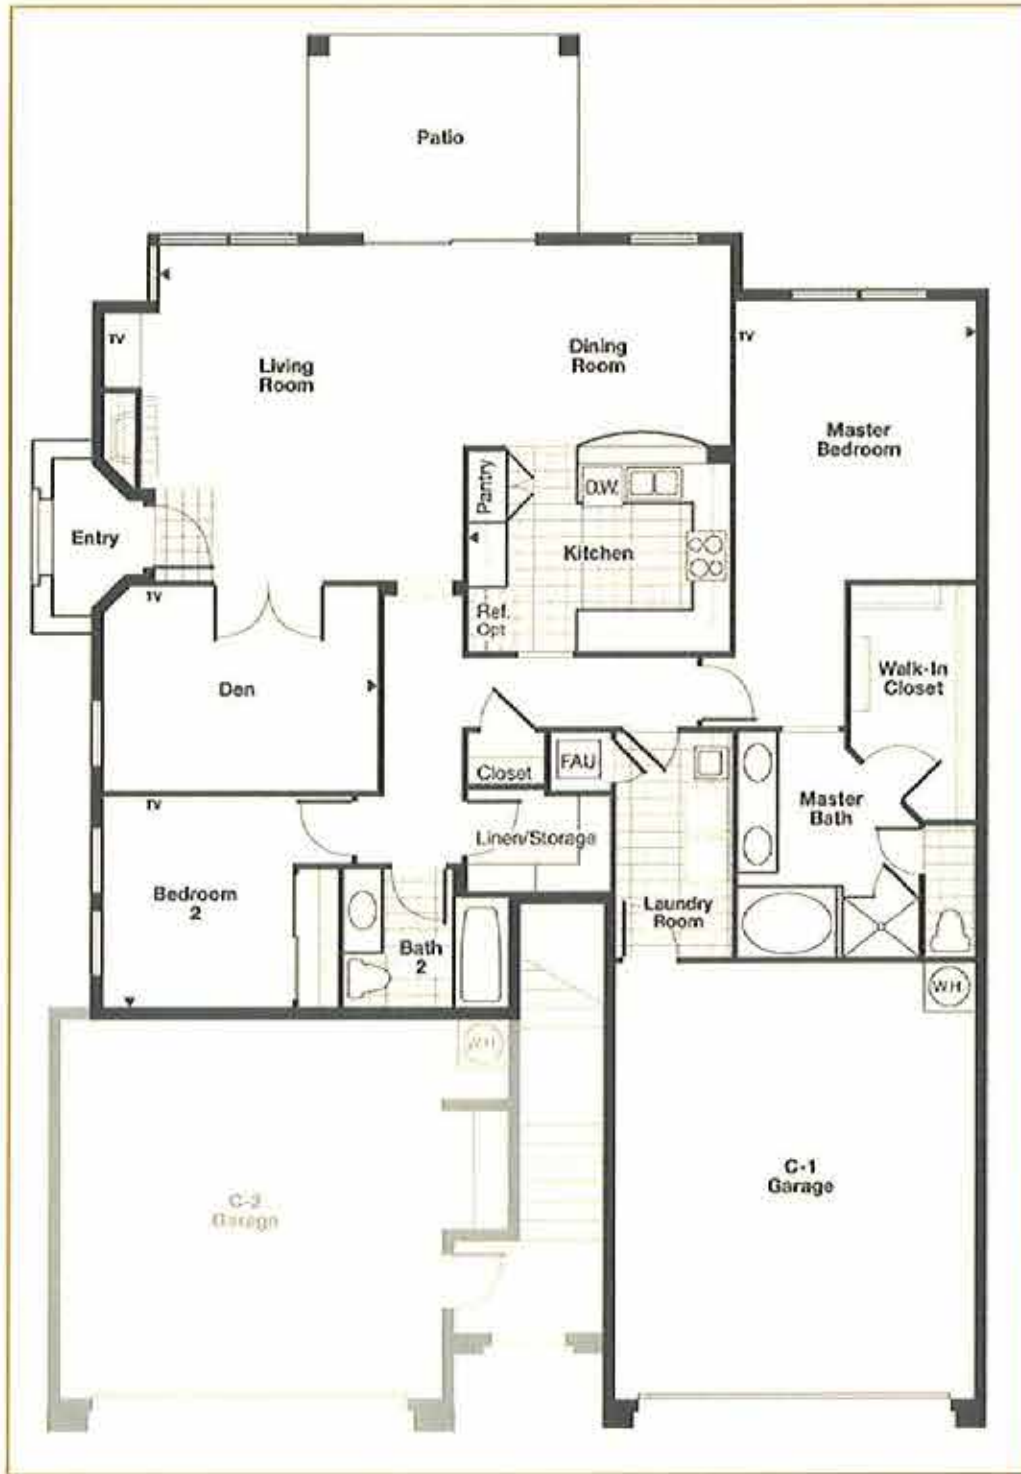 Patio
TV
Living
Room
Dining
Room
TV
Master
Bedroom
Pantry
D.W.
Entry
Kitchen
TV
Ref.
Opt
Den
Walk-In
Closet
FAU
Closet
TV
Master
Bath
Linen/Storage
Bedroom
2
Laundry
Room
Bath
2
W.H.
W.H.
C-1
Garage
Garage